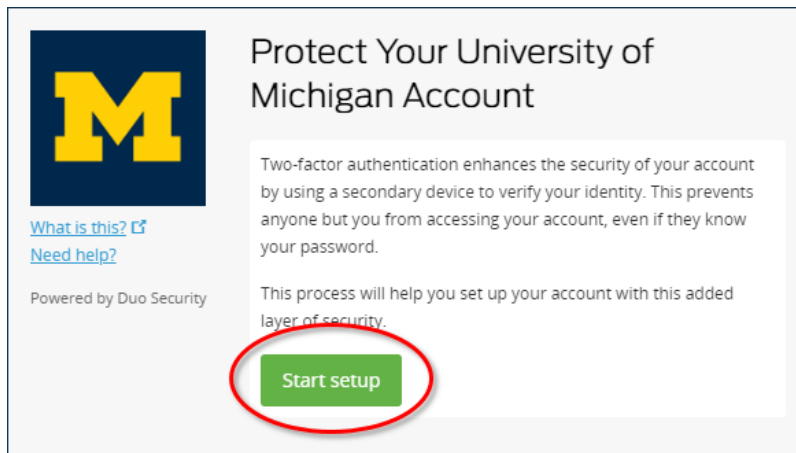 M
Protect Your University of
Michigan Account
Two-factor authentication enhances the security of your account
by using a secondary device to verify your identity. This prevents
anyone but you from accessing your account, even if they know
your password.
This process will help you set up your account with this added
layer of security.
Start setup
What is this?
Need help?
Powered by Duo Security